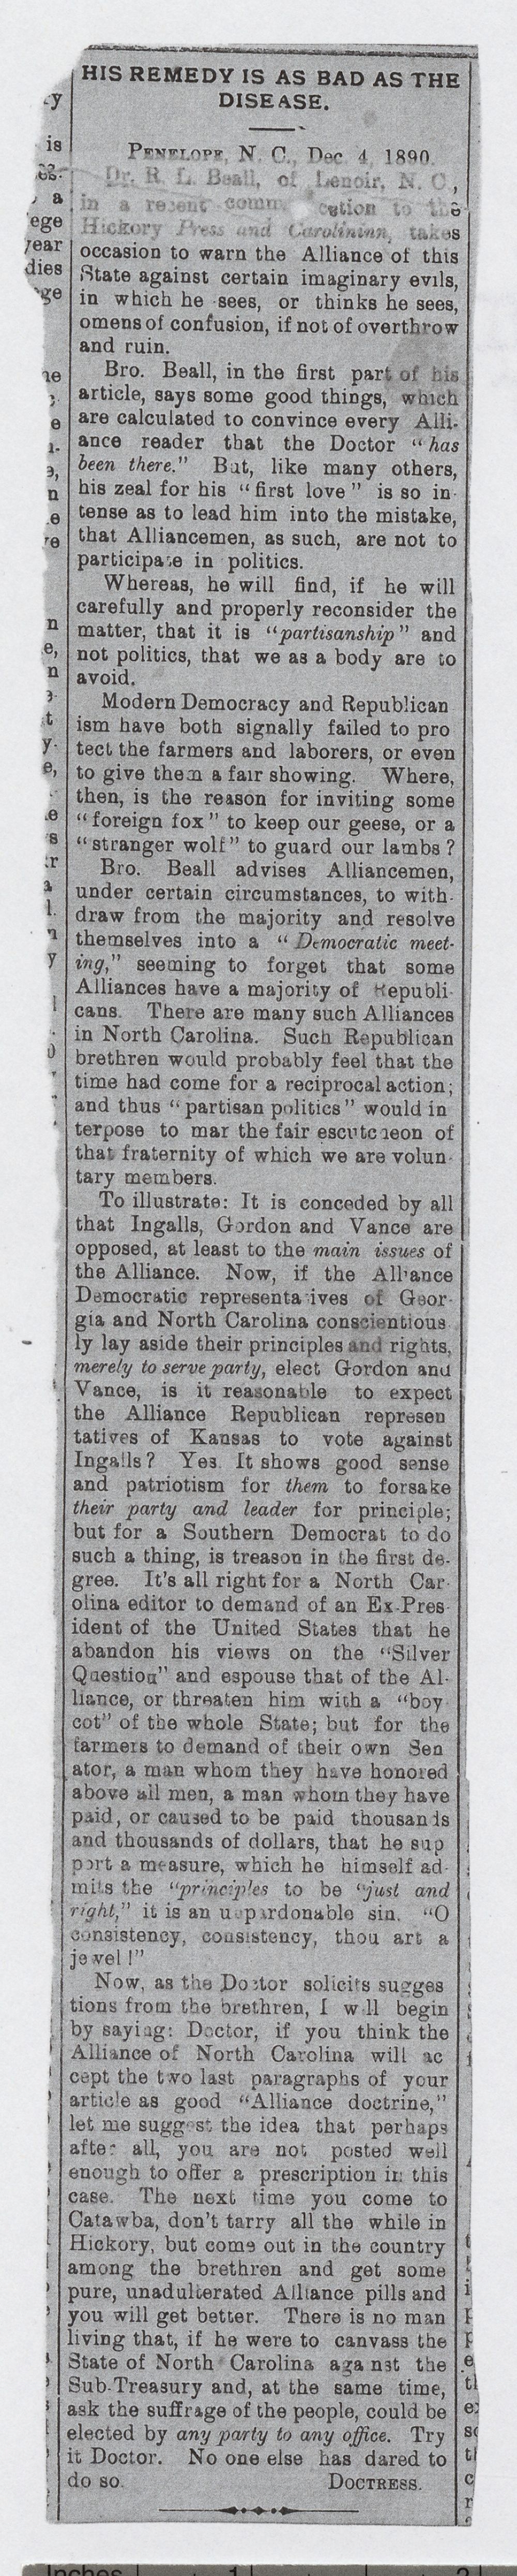 HIS REMEDY IS AS BAD AS THE
DISEASE.
PENELOPE, N. C., Dec. 4, 1890.
Dr. R. L. Beall, of Lenoir, N. C.,
in a recent comm cation to the
Hickory Press and Carolinian, takes
occasion to warn the Alliance of this
State against certain imaginary evils,
in which he sees, or thinks he sees,
omens of confusion, if not of overthrow
and ruin.
Bro. Beall, in the first part of his
article, says some good things, which
are calculated to convince every Alli-
ance reader that the Doctor "has
been there." But, like many others,
his zeal for his "first love" is so in-
tense as to lead him into the mistake,
that Alliancemen, as such, are not to
participate in politics.
Whereas, he will find, if he will
carefully and properly reconsider the
matter, that it is "partisanship" and
not politics, that we as a body are to
avoid.
Modern Democracy and Republican
ism have both signally failed to pro
tect the farmers and laborers, or even
to give them a fair showing. Where,
then, is the reason for inviting some
"foreign fox" to keep our geese, or a
"stranger wolf" to guard our lambs?
Bro. Beall advises Alliancemen,
under certain circumstances, to with-
draw from the majority and resolve
themselves into a "Democratic meet-
ing," seeming to forget that some
Alliances have a majority of Republi-
cans. There are many such Alliances
in North Carolina. Such Republican
brethren would probably feel that the
time had come for a reciprocal action;
and thus "partisan politics" would in
terpose to mar the fair escutcheon of
that fraternity of which we are volun-
tary members.
To illustrate: It is conceded by all
that Ingalls, Gordon and Vance are
opposed, at least to the main issues of
the Alliance. Now, if the Alliance
Democratic representatives of Geor-
gia and North Carolina conscientious
ly lay aside their principles and rights,
merely to serve party, elect Gordon and
Vance, is it reasonable to expect
the Alliance Republican represen
tatives of Kansas to vote against
Ingalls? Yes. It shows good sense
and patriotism for them to forsake
their party and leader for principle;
but for a Southern Democrat to do
such a thing, is treason in the first de-
gree. It's all right for a North Car-
olina editor to demand of an Ex-Pres-
ident of the United States that he
abandon his views on the "Silver
Question" and espouse that of the Al-
liance, or threaten him with a "boy-
cot" of the whole State; but for the
farmers to demand of their own Sen
ator, a man whom they have honored
above all men, a man whom they have
paid, or caused to be paid thousands
and thousands of dollars, that he sup
port a measure, which he himself ad-
mits the "principles to be "just and
right," it is an unpardonable sin. "O
consistency, consistency, thou art a
jewel!"
Now, as the Doctor solicits sugges
tions from the brethren, I will begin
by saying: Doctor, if you think the
Alliance of North Carolina will ac
cept the two last paragraphs of your
article as good "Alliance doctrine,"
let me suggest the idea that perhaps
after all, you are not posted well
enough to offer a prescription in this
case. The next time you come to
Catawba, don't tarry all the while in
Hickory, but come out in the country
among the brethren and get some
pure, unadulterated Alliance pills and
you will get better. There is no man
living that, if he were to canvass the
State of North Carolina against the
Sub-Treasury and, at the same time,
ask the suffrage of the people, could be
elected by any party to any office. Try
it Doctor. No one else has dared to
do so. DOCTRESS.
Inches 1 2